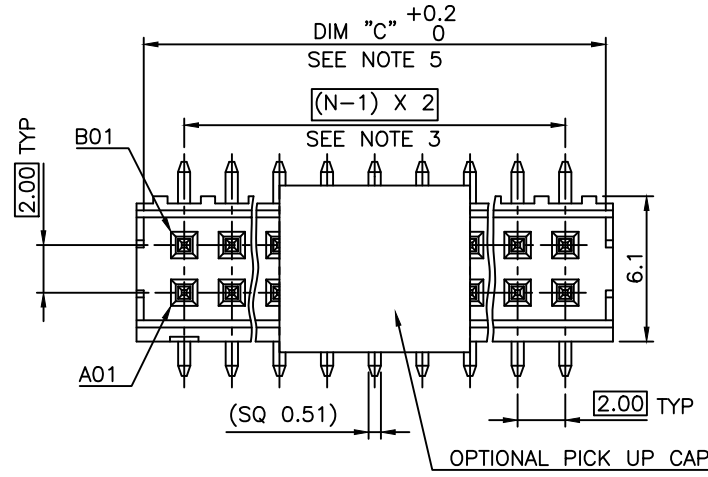 DIM "C" +0.2
0
SEE NOTE 5
(N-1) X 2
SEE NOTE 3
B01
2.00 TYP
6.1
A01
(SQ 0.51)
2.00 TYP
OPTIONAL PICK UP CAP